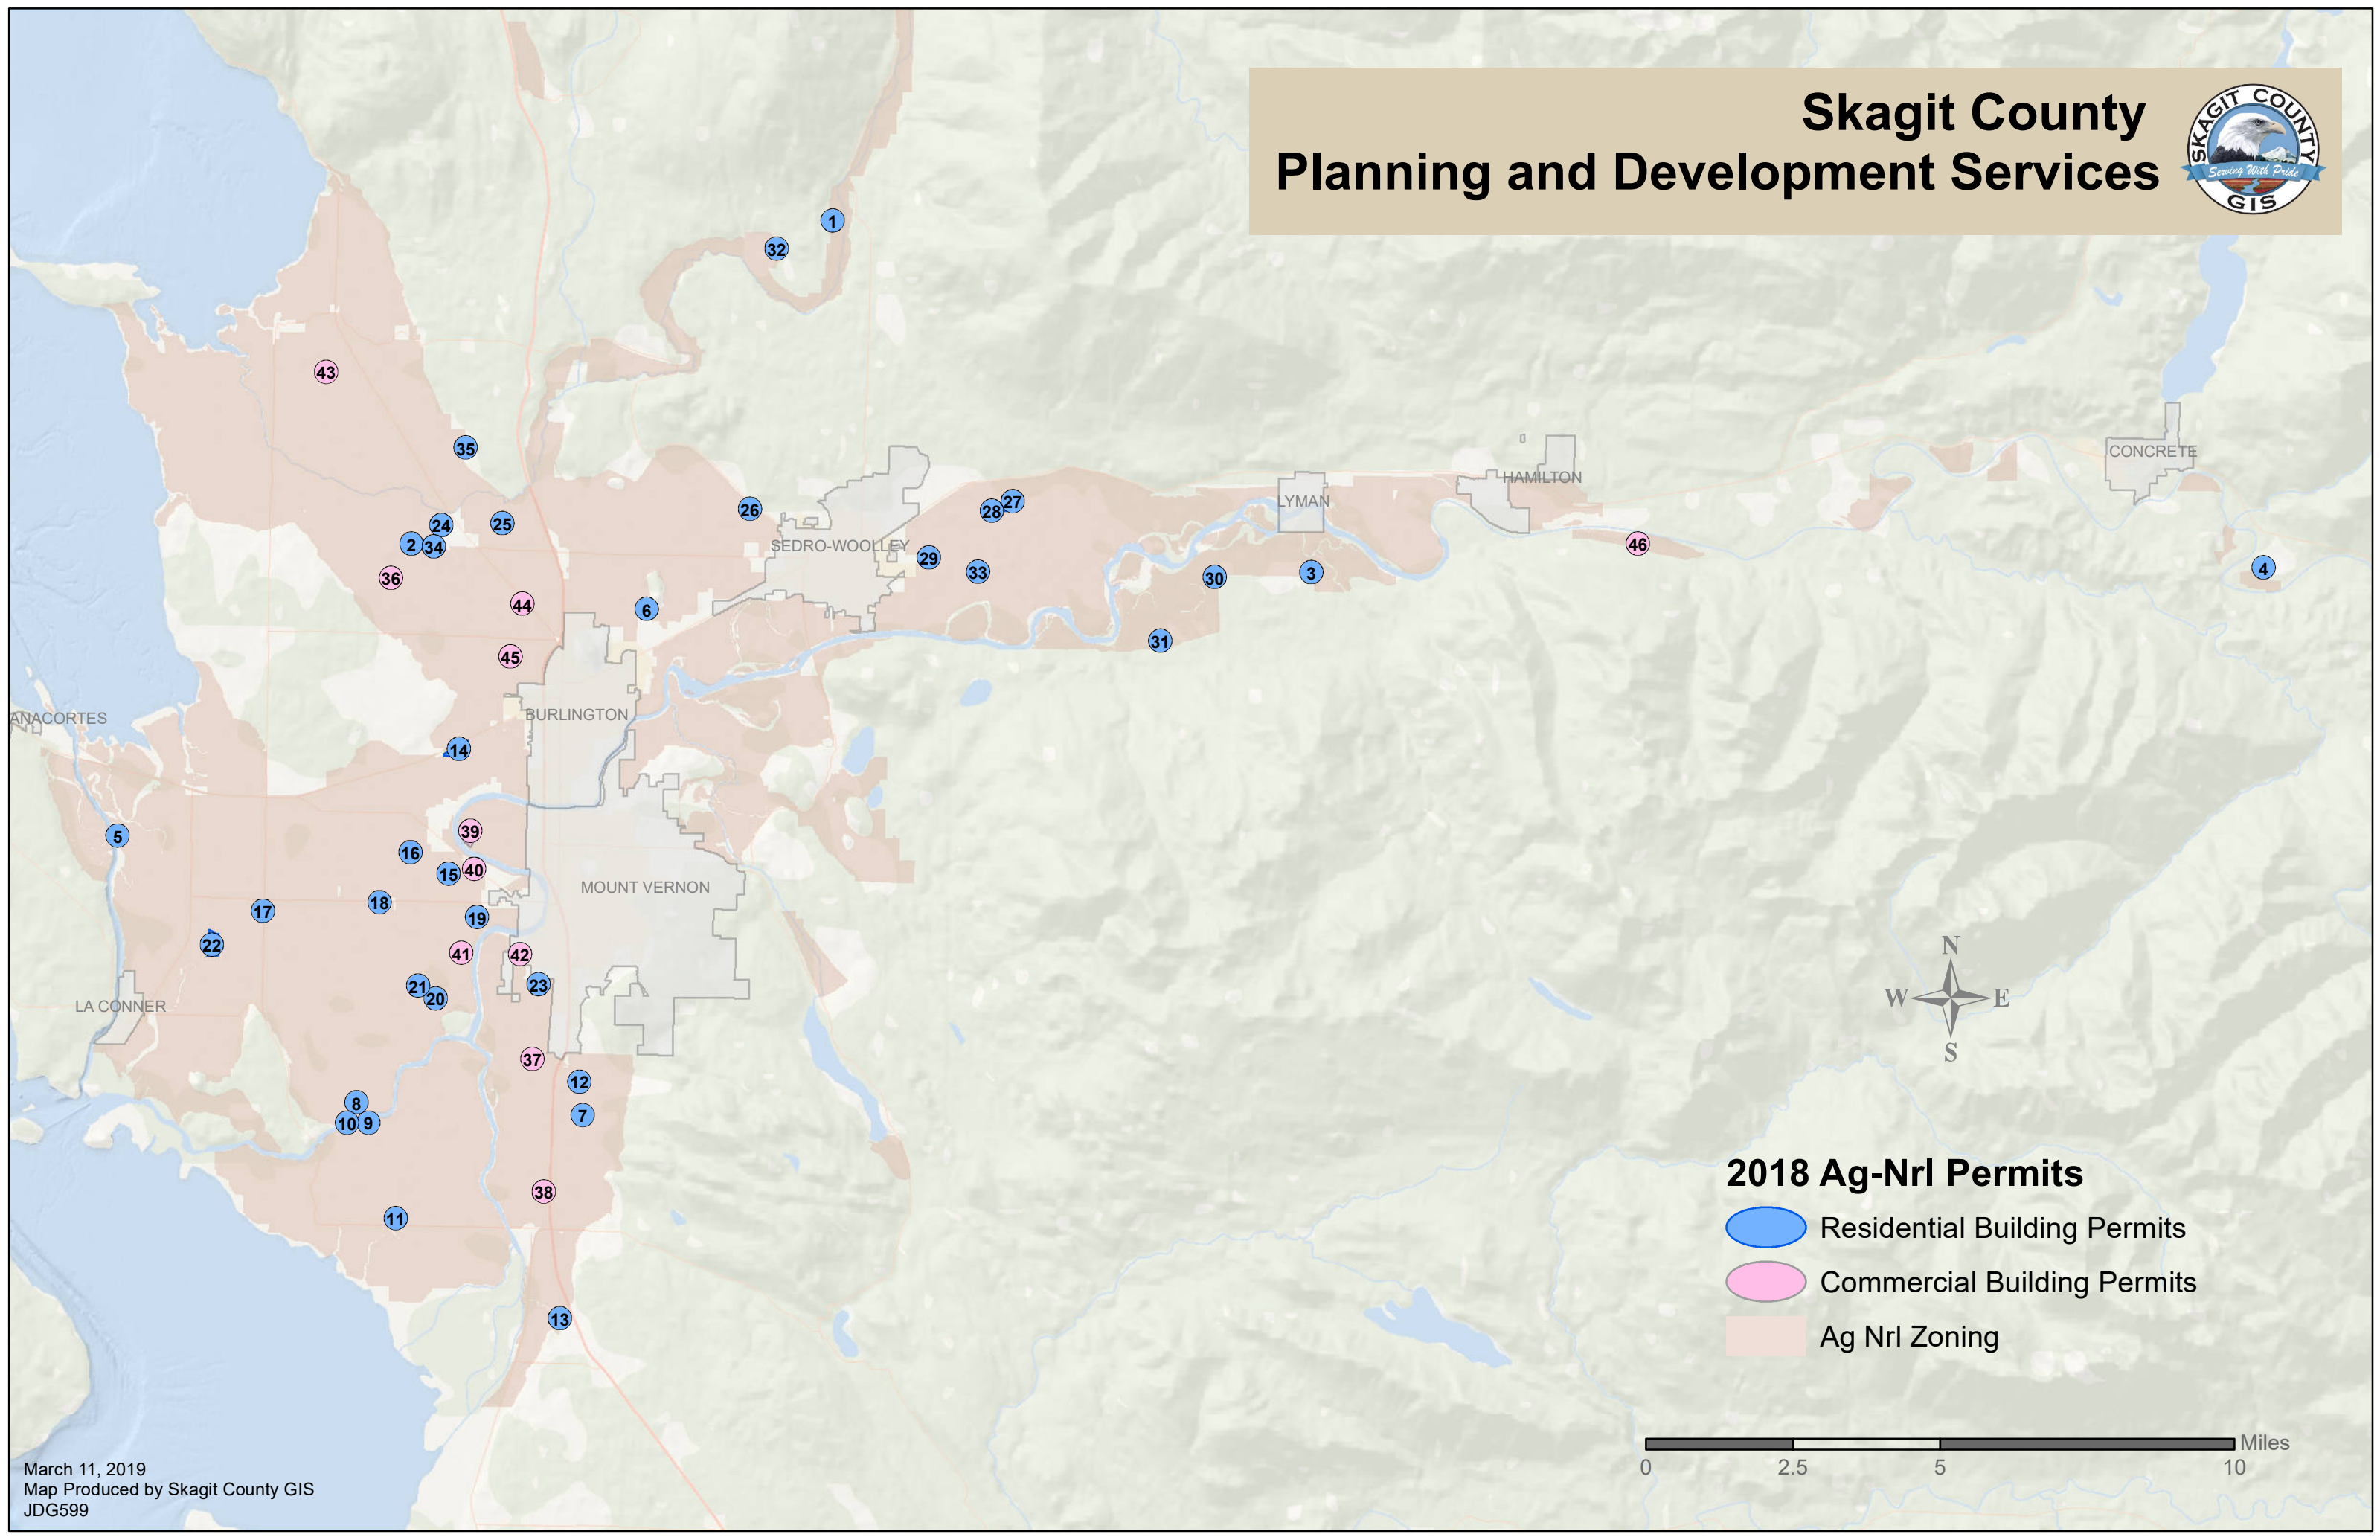 Skagit County
Planning and Development Services
SKAGIT COUNTY
Serving With Pride
GIS
1
32
43
35
CONCRETE
HAMILTON
LYMAN
27
28
26
24
25
2
34
SEDRO-WOOLLEY
46
29
33
30
3
4
36
44
6
31
45
ANACORTES
BURLINGTON
14
5
39
16
15
40
MOUNT VERNON
18
17
19
22
41
42
21
23
20
LA CONNER
N
W
E
S
37
12
8
7
10
9
38
11
13
2018 Ag-Nrl Permits
Residential Building Permits
Commercial Building Permits
Ag Nrl Zoning
Miles
0 2.5 5 10
March 11, 2019
Map Produced by Skagit County GIS
JDG599